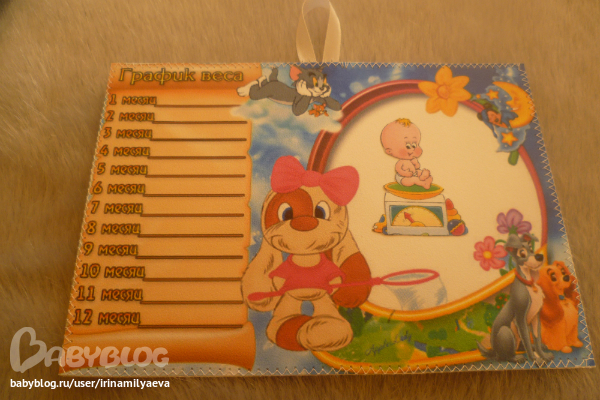 График веса
1 месяц
2 месяц
3 месяц
4 месяц
5 месяц
6 месяц
7 месяц
8 месяц
9 месяц
10 месяц
11 месяц
12 месяц
BABYBLOG
babyblog.ru/user/irinamilyaeva